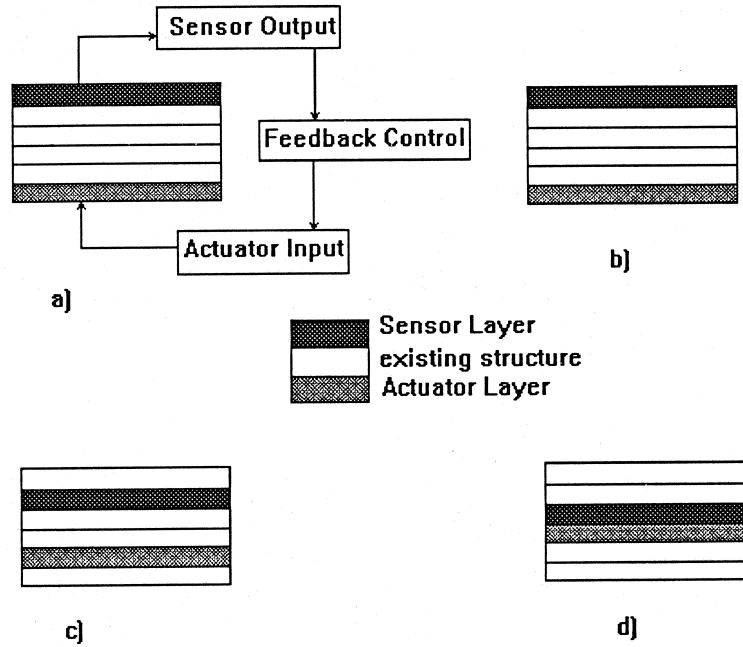 Sensor Output
Feedback Control
Actuator Input
a)
b)
Sensor Layer
existing structure
Actuator Layer
c)
d)